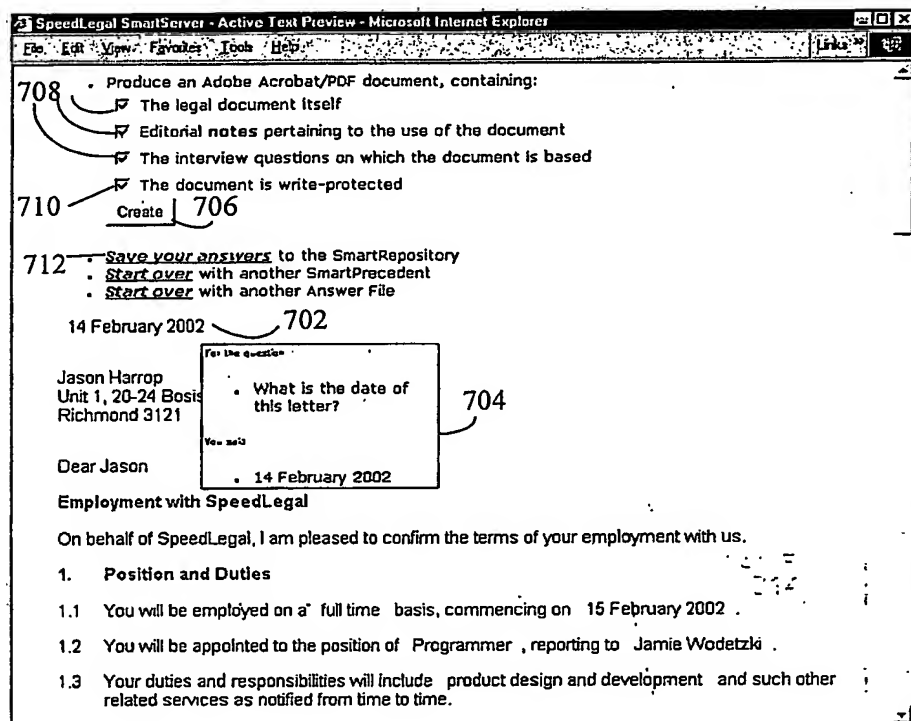 SpeedLegal SmartServer - Active Text Preview - Microsoft Internet Explorer
File Edit View Favorites Tools Help Links »
• Produce an Adobe Acrobat/PDF document, containing:
708
The legal document itself
Editorial notes pertaining to the use of the document
The interview questions on which the document is based
The document is write-protected
710
Create 706
712
• Save your answers to the SmartRepository
• Start over with another SmartPrecedent
• Start over with another Answer File
14 February 2002 702
For the question
Jason Harrop
• What is the date of
Unit 1, 20-24 Bosis
this letter? 704
Richmond 3121
You said
Dear Jason
• 14 February 2002
Employment with SpeedLegal
On behalf of SpeedLegal, I am pleased to confirm the terms of your employment with us.
1. Position and Duties
1.1 You will be employed on a full time basis, commencing on 15 February 2002 .
1.2 You will be appointed to the position of Programmer , reporting to Jamie Wodetzki .
1.3 Your duties and responsibilities will include product design and development and such other
related services as notified from time to time.